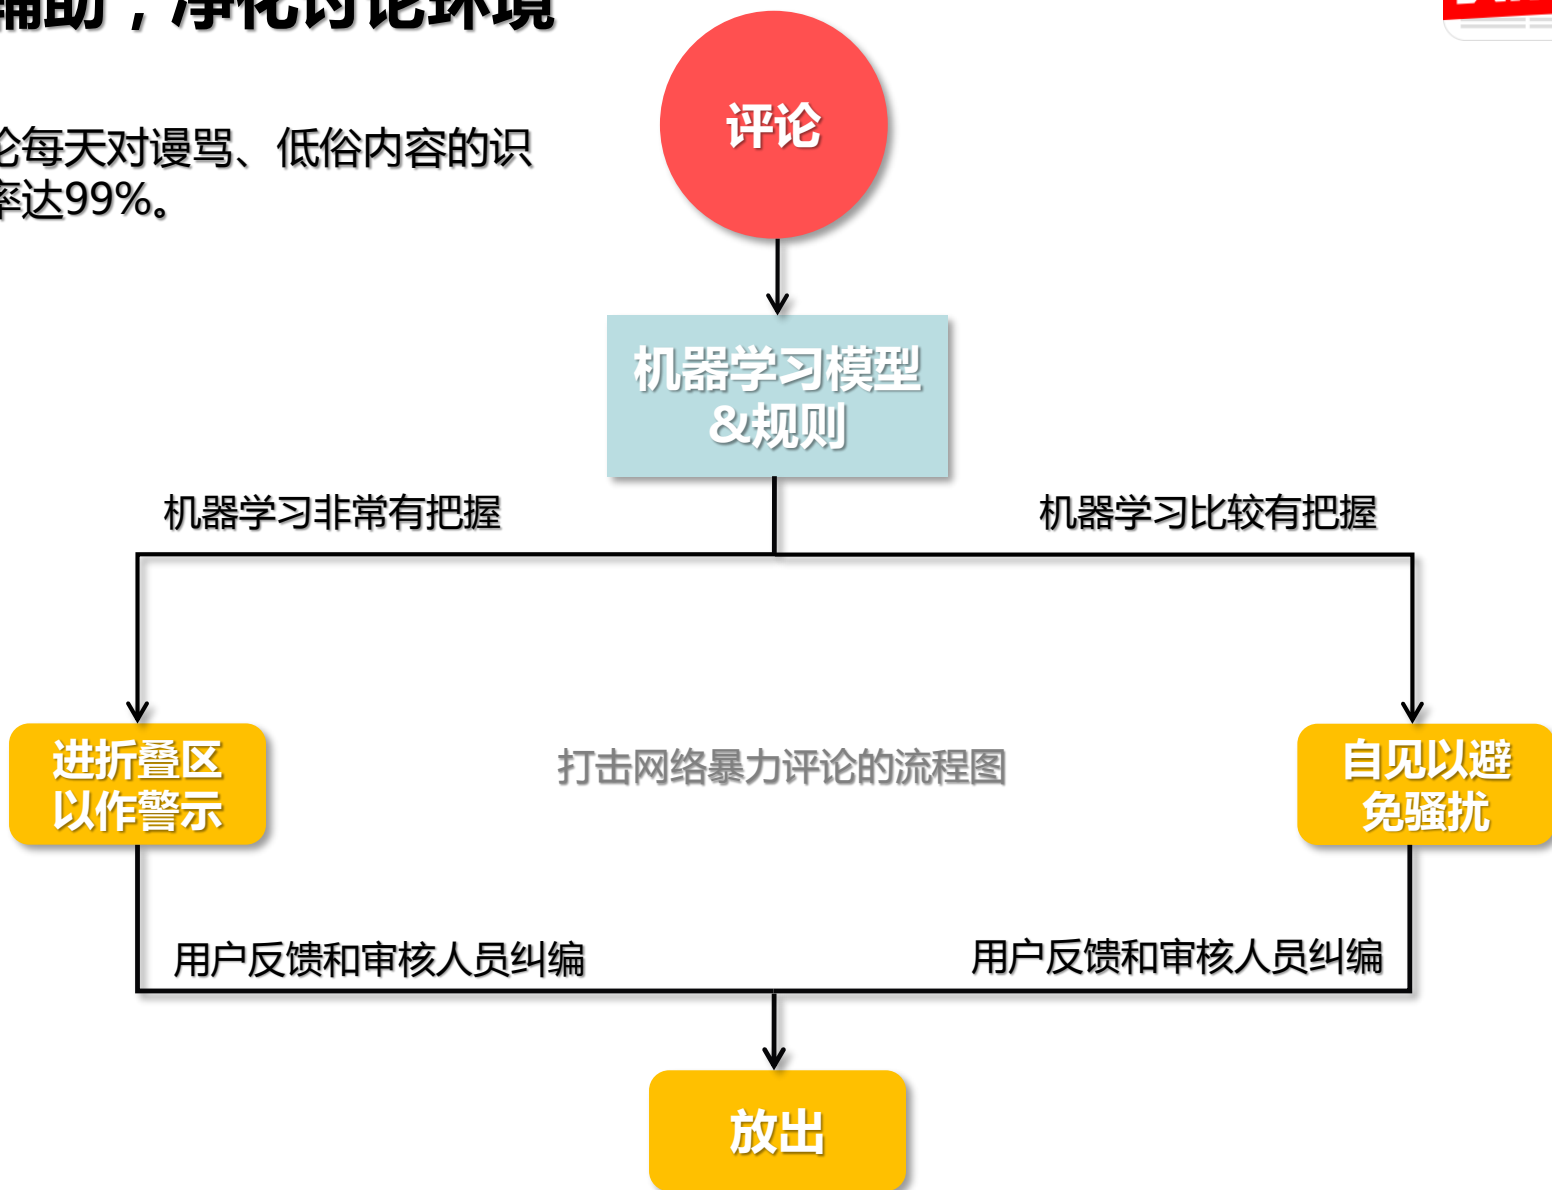 辅助，净化讨论环境
评论
论每天对谩骂、低俗内容的识
率达99%。
机器学习模型
&规则
机器学习非常有把握
机器学习比较有把握
进折叠区
以作警示
打击网络暴力评论的流程图
自见以避
免骚扰
用户反馈和审核人员纠编
用户反馈和审核人员纠编
放出